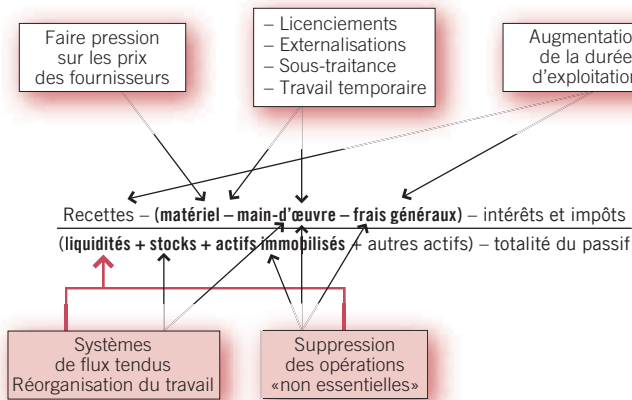 Faire pression
sur les prix
des fournisseurs
– Licenciements
– Externalisations
– Sous-traitance
– Travail temporaire
Augmentation
de la durée
d'exploitation
Recettes – (matériel – main-d'œuvre – frais généraux) – intérêts et impôts
(liquidités + stocks + actifs immobilisés + autres actifs) – totalité du passif
Systèmes
de flux tendus
Réorganisation du travail
Suppression
des opérations
«non essentielles»